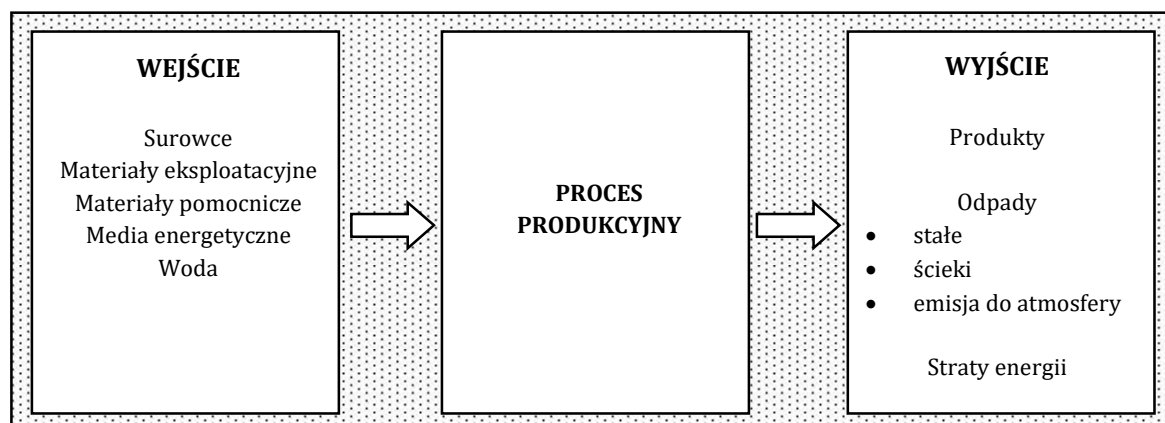 WEJŚCIE
Surowce
Materiały eksploatacyjne
Materiały pomocnicze
Media energetyczne
Woda
PROCES
PRODUKCYJNY
WYJŚCIE
Produkty
Odpady
• stałe
• ścieki
• emisja do atmosfery
Straty energii